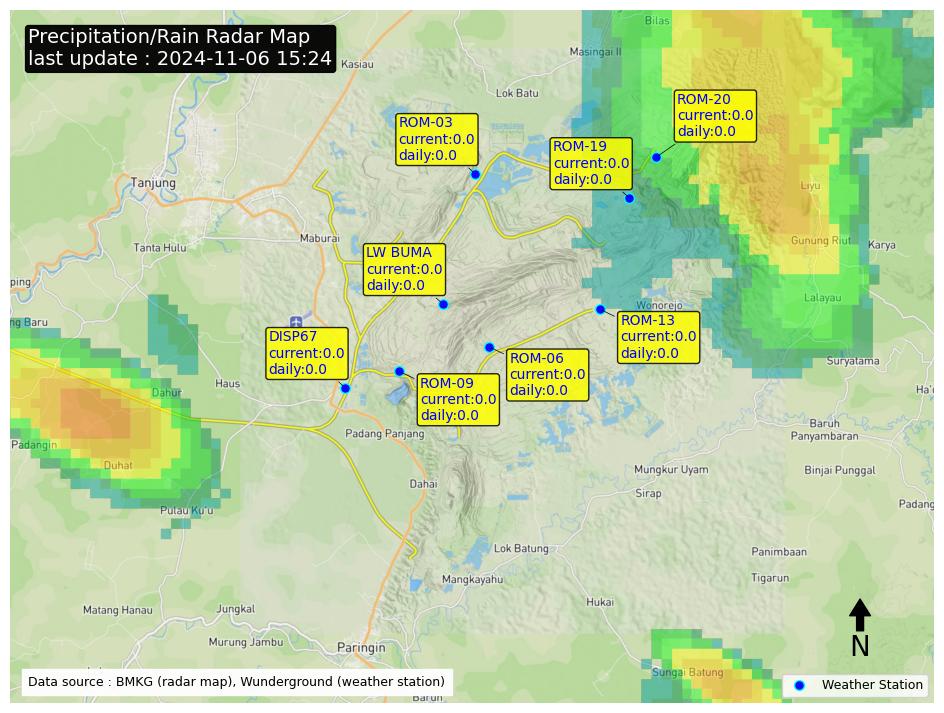 Precipitation/Rain Radar Map
last update : 2024-11-06 15:24
Bilas
Masingai II
Kasiau
Lok Batu
ROM-20
current:0.0
daily:0.0
ROM-03
current:0.0
daily:0.0
ROM-19
current:0.0
daily:0.0
Tanjung
Liyu
Maburai
Tanta Hulu
Gunung Riut
Karya
LW BUMA
current:0.0
daily:0.0
ping
Lalayau
Wonorejo
ng Baru
ROM-13
current:0.0
daily:0.0
DISP67
current:0.0
daily:0.0
ROM-06
current:0.0
daily:0.0
Suryatama
Haus
ROM-09
current:0.0
daily:0.0
Dahur
Ha'o
Baruh
Panyambaran
Padang Panjang
Padangin
Duhat
Mungkur Uyam
Binjai Punggal
Dahai
Sirap
Padang
Pulau Ku'u
Lok Batung
Panimbaan
Mangkayahu
Tigarun
Hukai
Matang Hanau
Jungkal
Murung Jambu
Paringin
N
Sungai Batung
Data source : BMKG (radar map), Wunderground (weather station)
Weather Station
Barun